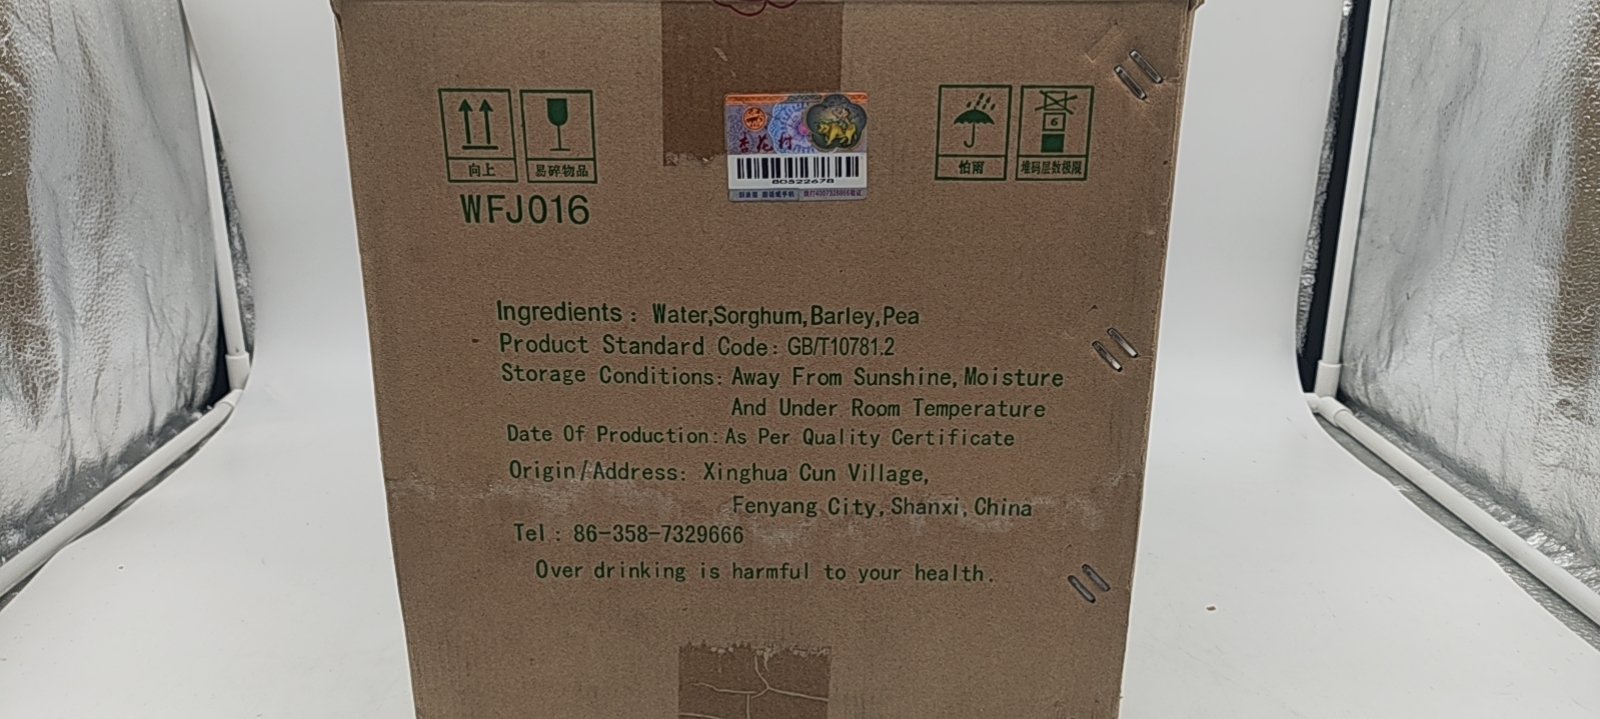 向上
易碎物品
杏花村
80522678
怕雨
6
堆码层数极限
WFJ016
Ingredients： Water,Sorghum,Barley,Pea
Product Standard Code：GB/T10781.2
Storage Conditions：Away From Sunshine,Moisture
And Under Room Temperature
Date Of Production：As Per Quality Certificate
Origin/Address： Xinghua Cun Village,
Fenyang City,Shanxi,China
Tel.：86-358-7329666
Over drinking is harmful to your health.